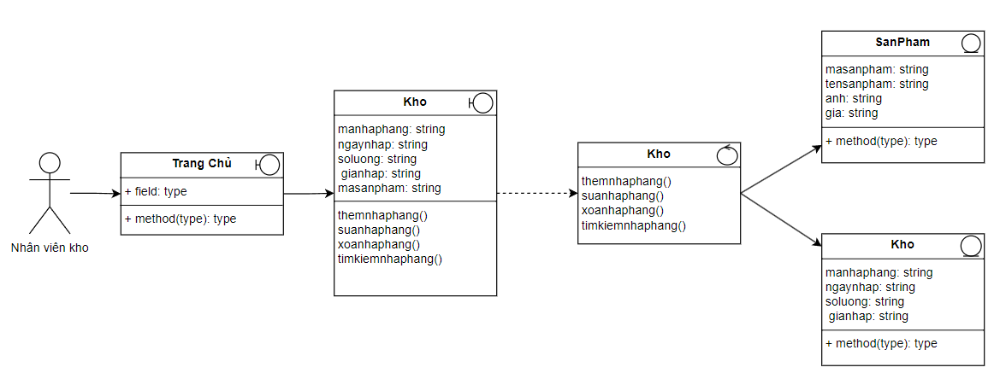 Nhân viên kho
Trang Chủ
+ field: type
+ method(type): type
Kho
manhaphang: string
ngaynhap: string
soluong: string
gianhap: string
masanpham: string
themnhaphang()
suanhaphang()
xoanhaphang()
timkiemnhaphang()
Kho
themnhaphang()
suanhaphang()
xoanhaphang()
timkiemnhaphang()
SanPham
masanpham: string
tensanpham: string
anh: string
gia: string
+ method(type): type
Kho
manhaphang: string
ngaynhap: string
soluong: string
gianhap: string
+ method(type): type